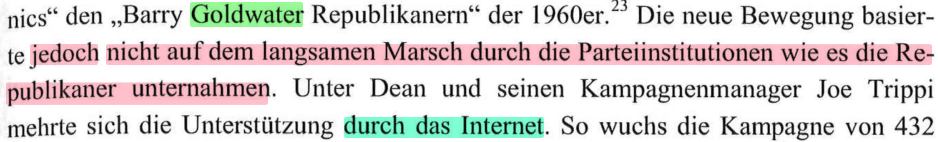 nics“ den „Barry Goldwater Republikanern“ der 1960er.23 Die neue Bewegung basier-
te jedoch nicht auf dem langsamen Marsch durch die Parteiinstitutionen wie es die Re-
publikaner unternahmen. Unter Dean und seinen Kampagnenmanager Joe Trippi
mehrte sich die Unterstützung durch das Internet. So wuchs die Kampagne von 432